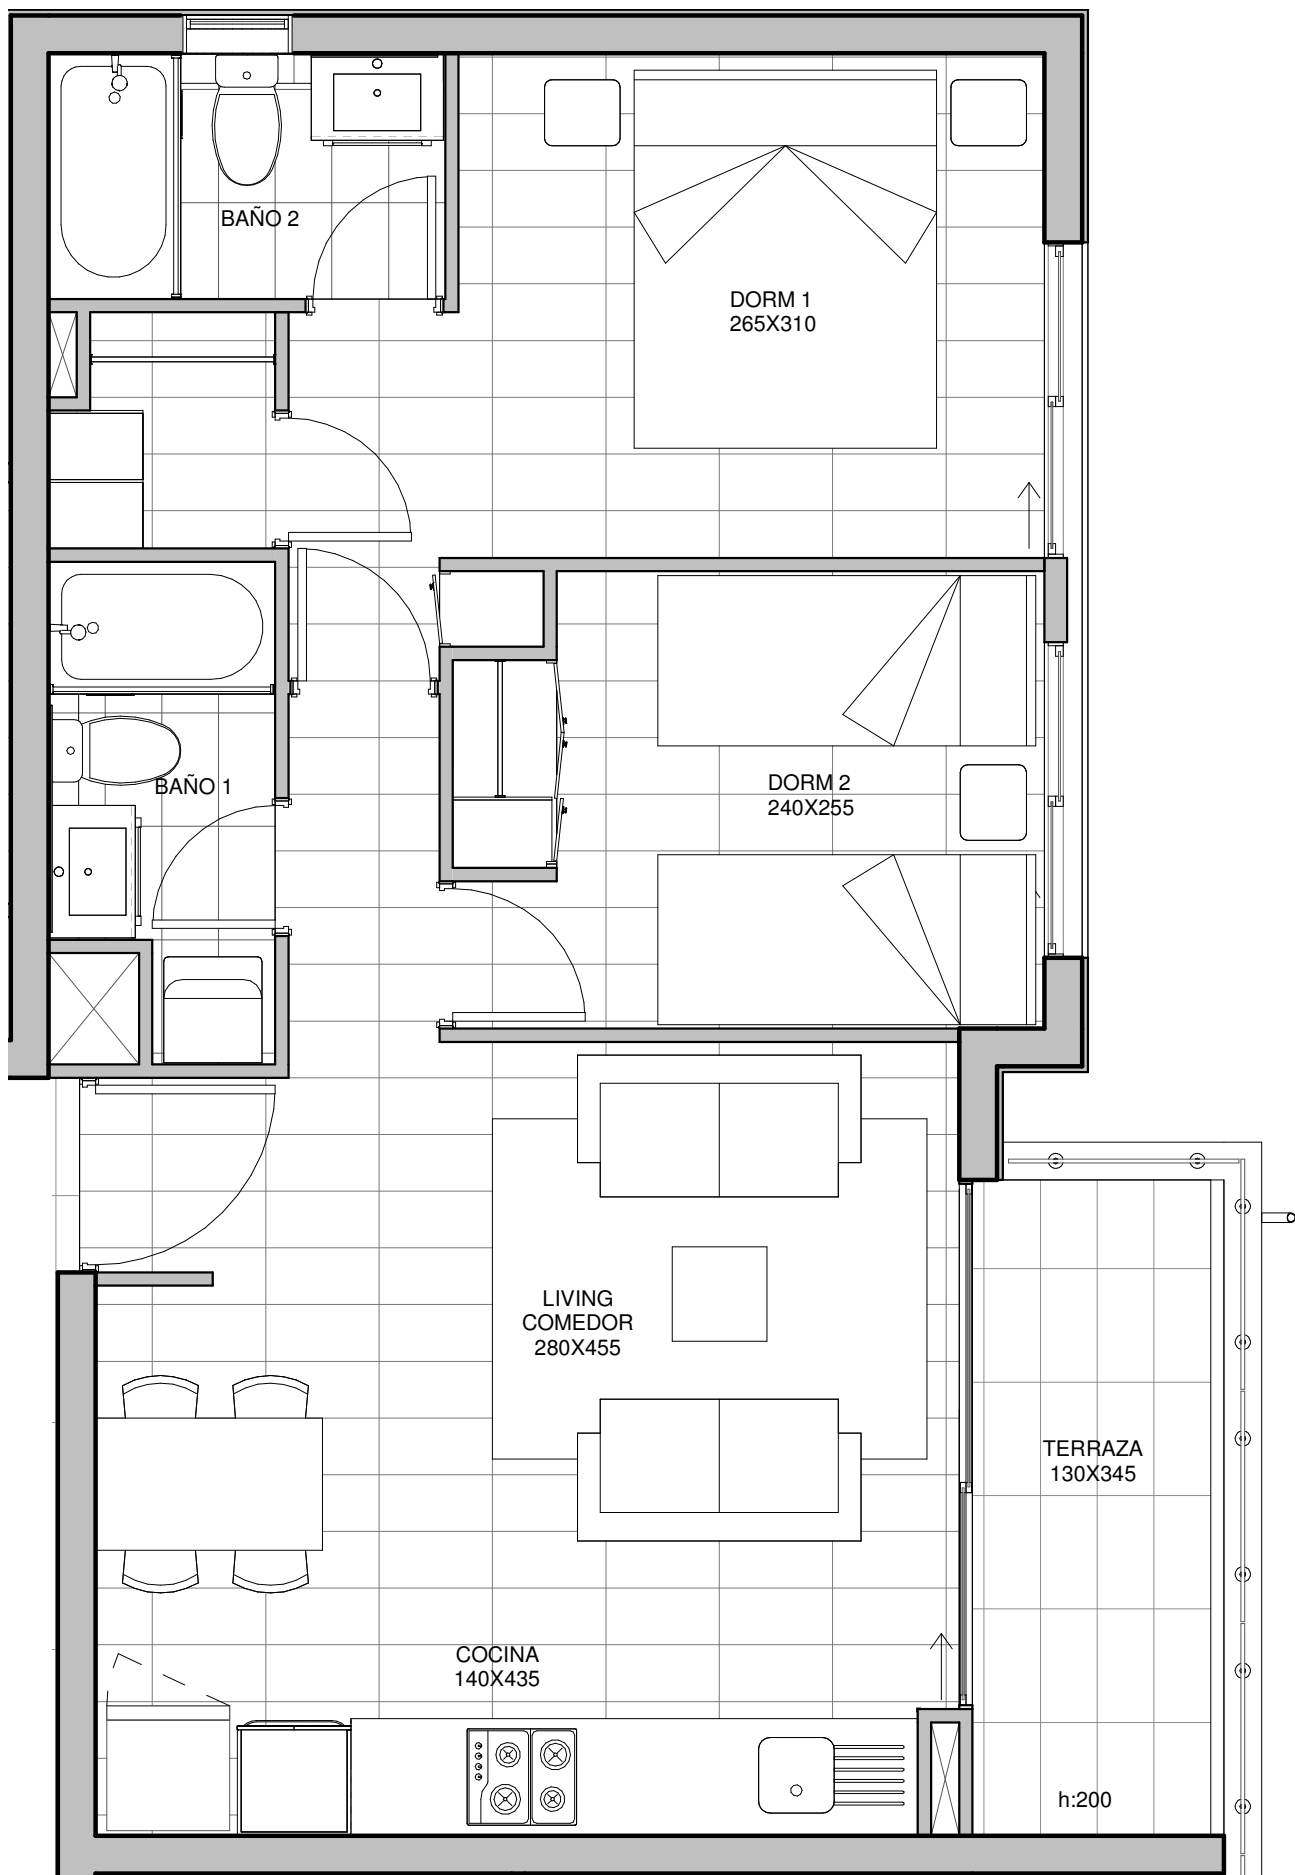 BAÑO 2
DORM 1
265X310
BAÑO 1
DORM 2
240X255
LIVING
COMEDOR
280X455
TERRAZA
130X345
COCINA
140X435
h:200